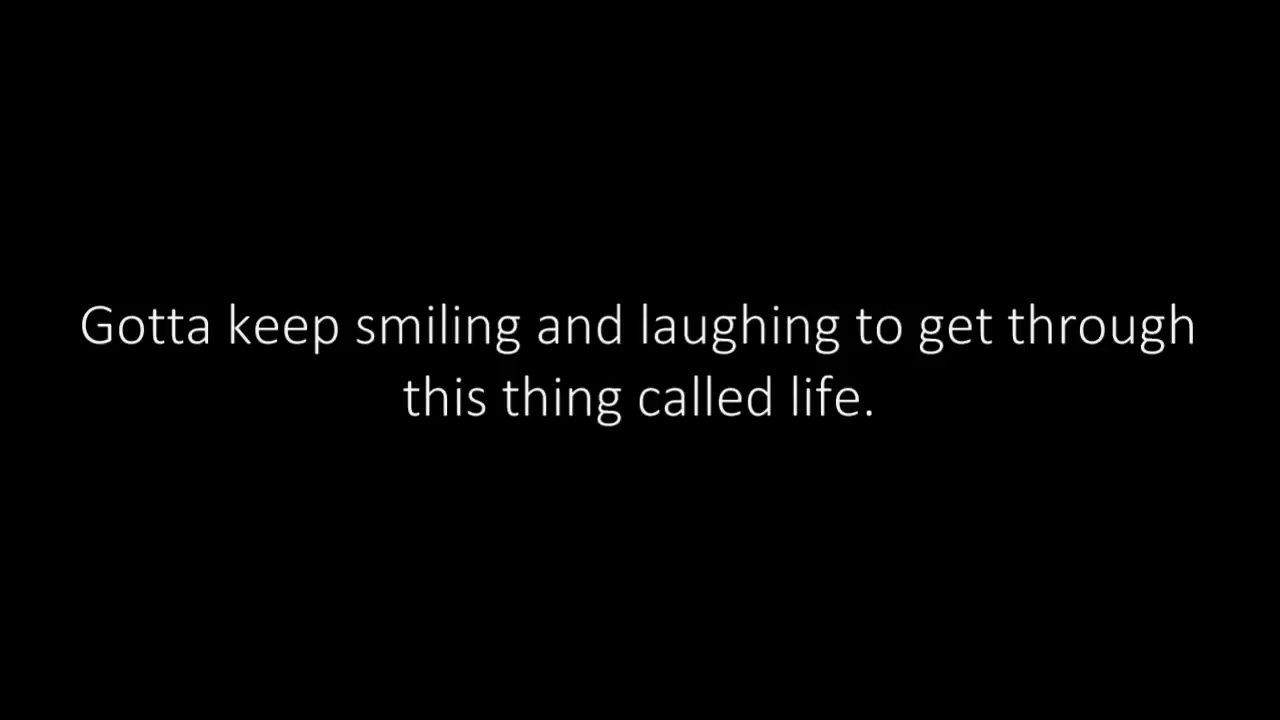 Gotta keep smiling and laughing to get through
this thing called life.